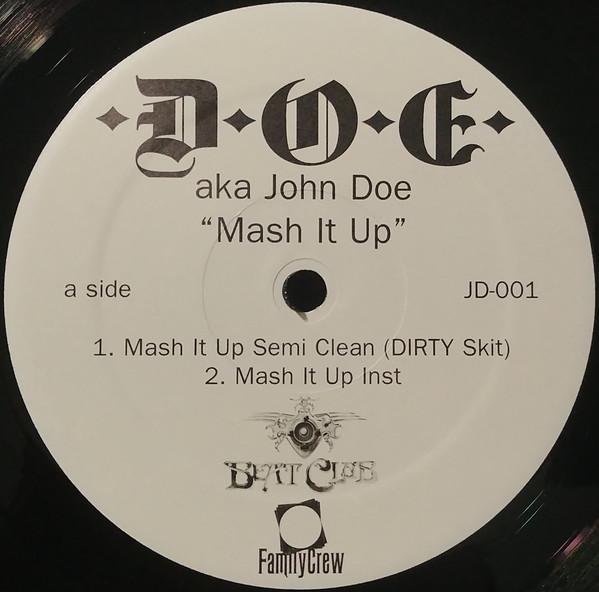 ·D·O·E·
aka John Doe
“Mash It Up”
a side
JD-001
1. Mash It Up Semi Clean (DIRTY Skit)
2. Mash It Up Inst
Club
FamilyCrew